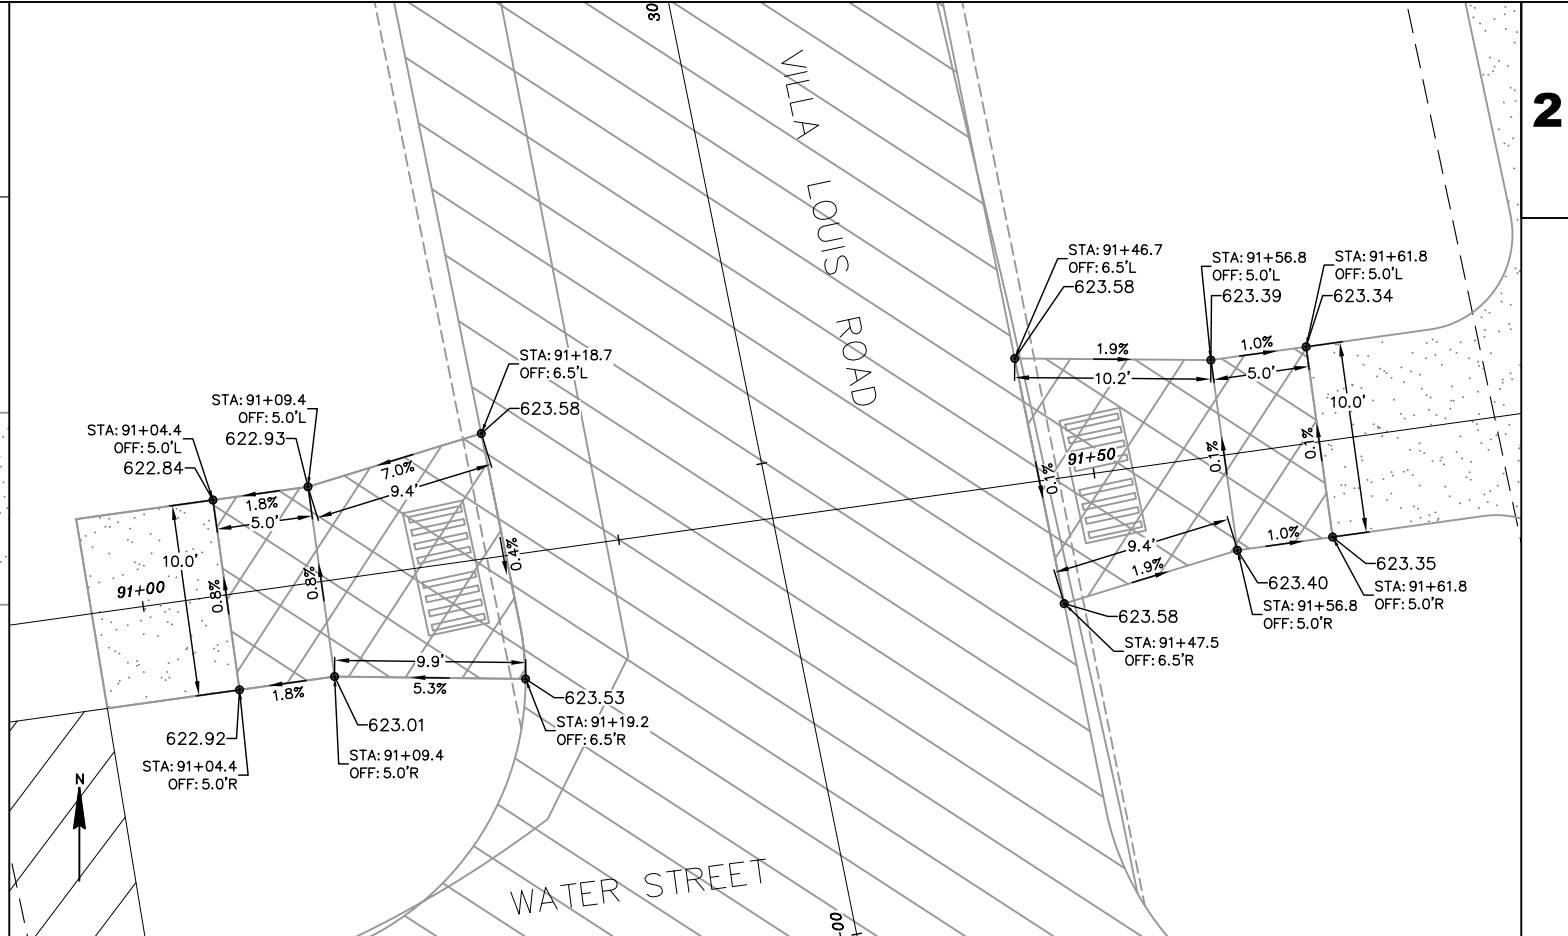 30
2
VILLA LOUIS ROAD
STA: 91+46.7
OFF: 6.5'L
623.58
STA: 91+56.8
OFF: 5.0'L
623.39
STA: 91+61.8
OFF: 5.0'L
623.34
1.9%
1.0%
10.2'
5.0'
10.0'
STA: 91+18.7
OFF: 6.5'L
623.58
STA: 91+09.4
OFF: 5.0'L
622.93
STA: 91+04.4
OFF: 5.0'L
622.84
7.0%
9.4'
1.8%
5.0'
10.0'
0.8%
0.8%
0.4%
91+00
91+50
0.1%
0.1%
0.1%
9.4'
1.9%
1.0%
623.35
STA: 91+61.8
OFF: 5.0'R
623.40
STA: 91+56.8
OFF: 5.0'R
623.58
STA: 91+47.5
OFF: 6.5'R
9.9'
5.3%
1.8%
623.53
STA: 91+19.2
OFF: 6.5'R
623.01
STA: 91+09.4
OFF: 5.0'R
622.92
STA: 91+04.4
OFF: 5.0'R
N
WATER STREET
00